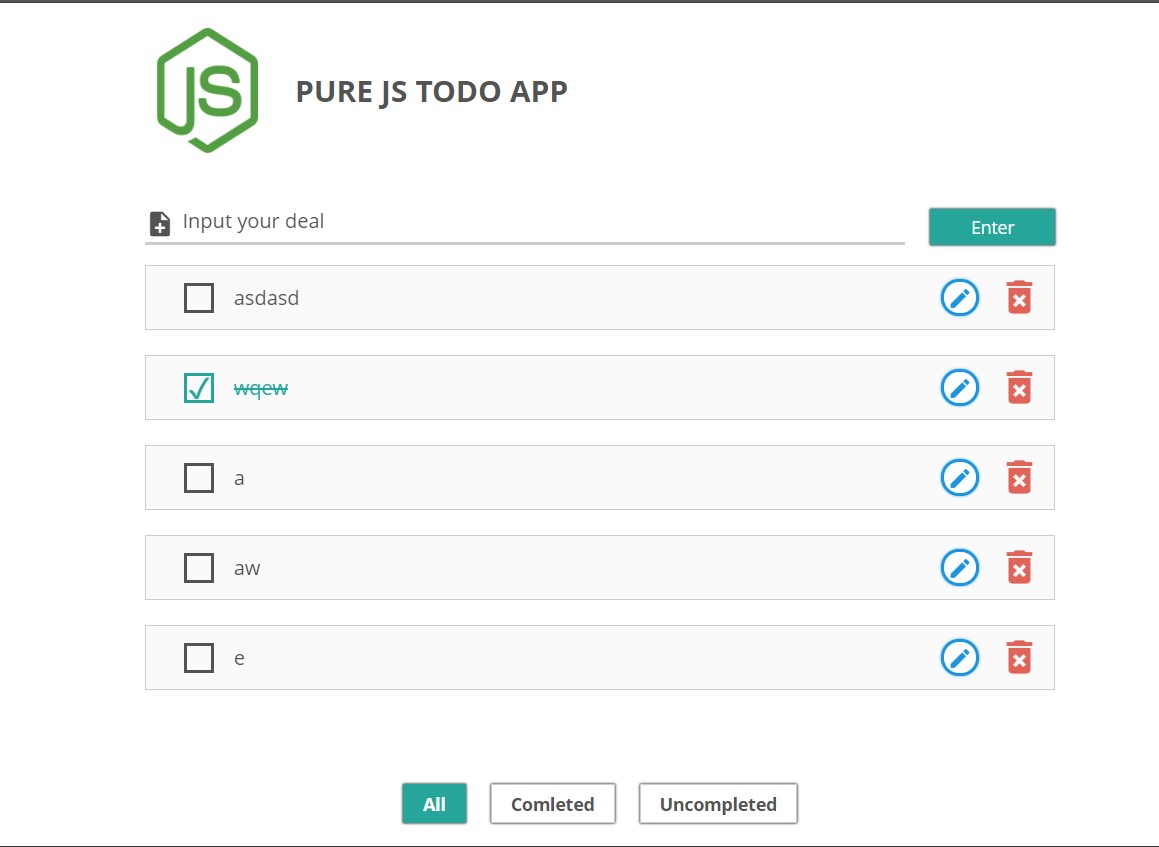 JS
PURE JS TODO APP
Input your deal
Enter
asdasd
wqew
a
aw
e
All
Comleted
Uncompleted